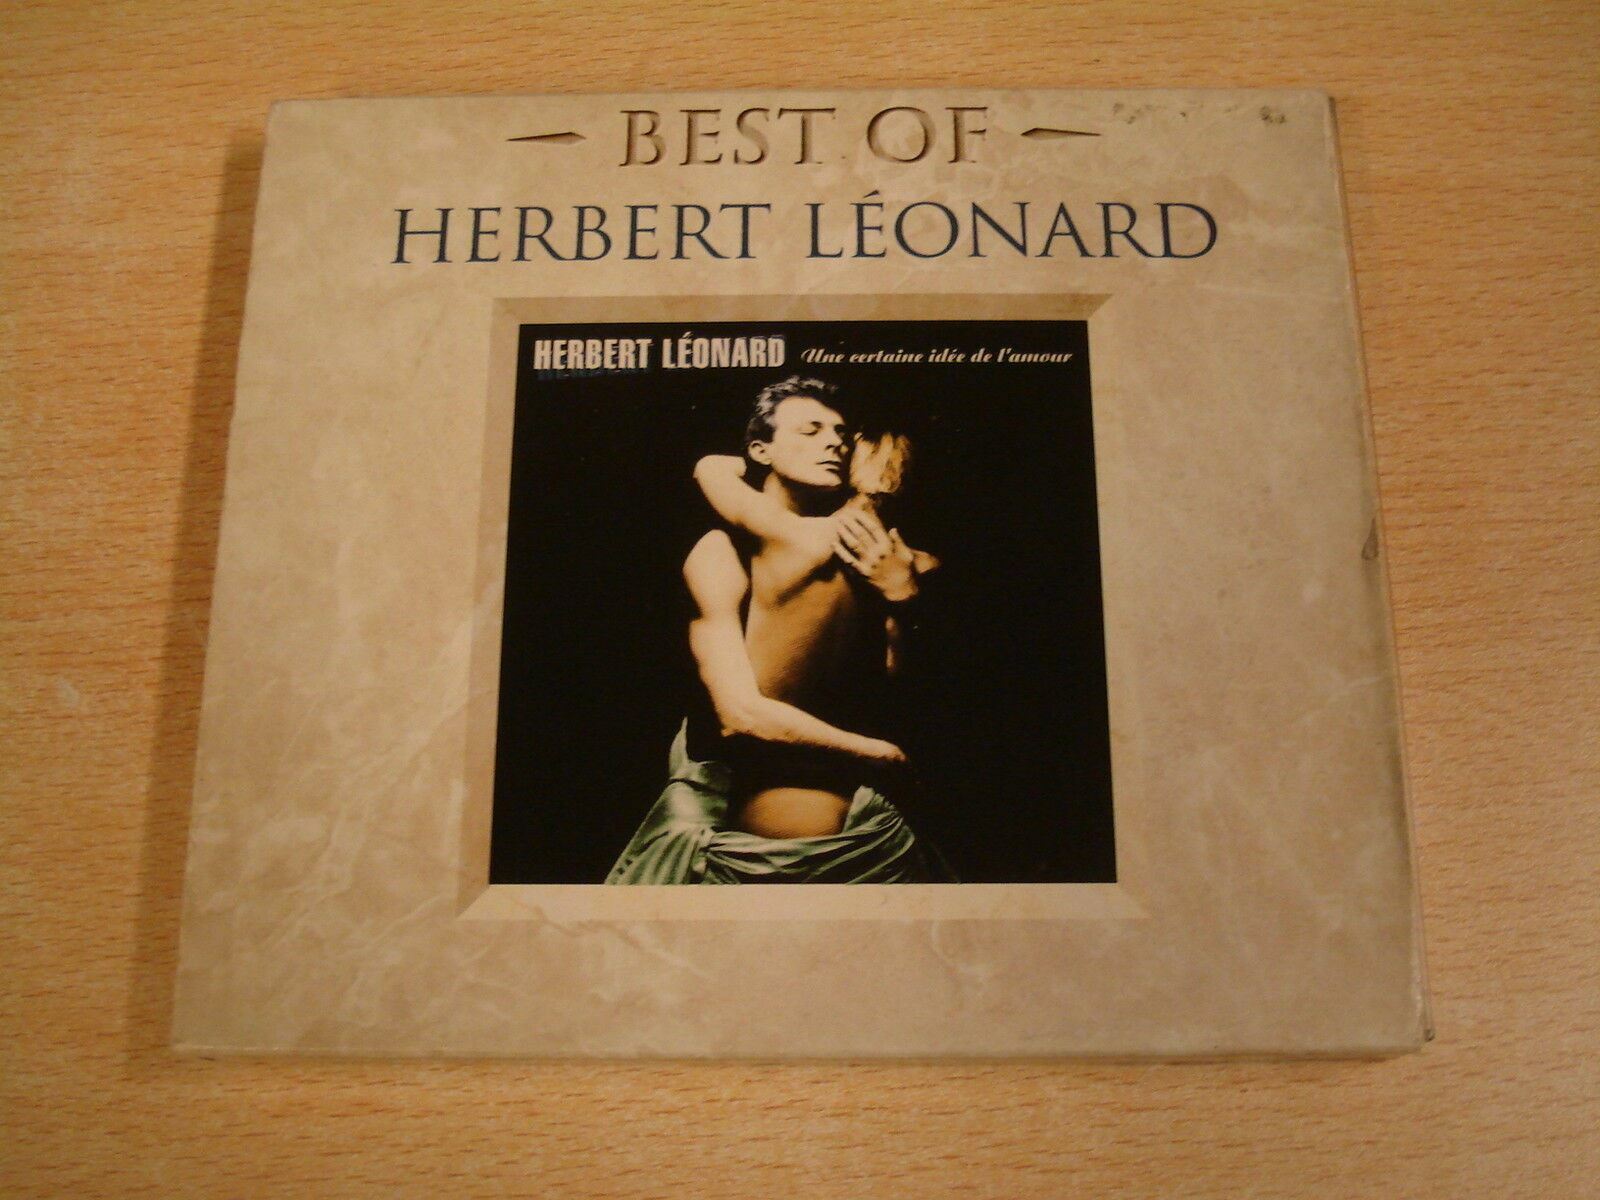 BEST OF
HERBERT LÉONARD
HERBERT LÉONARD Une certaine idée de l'amour